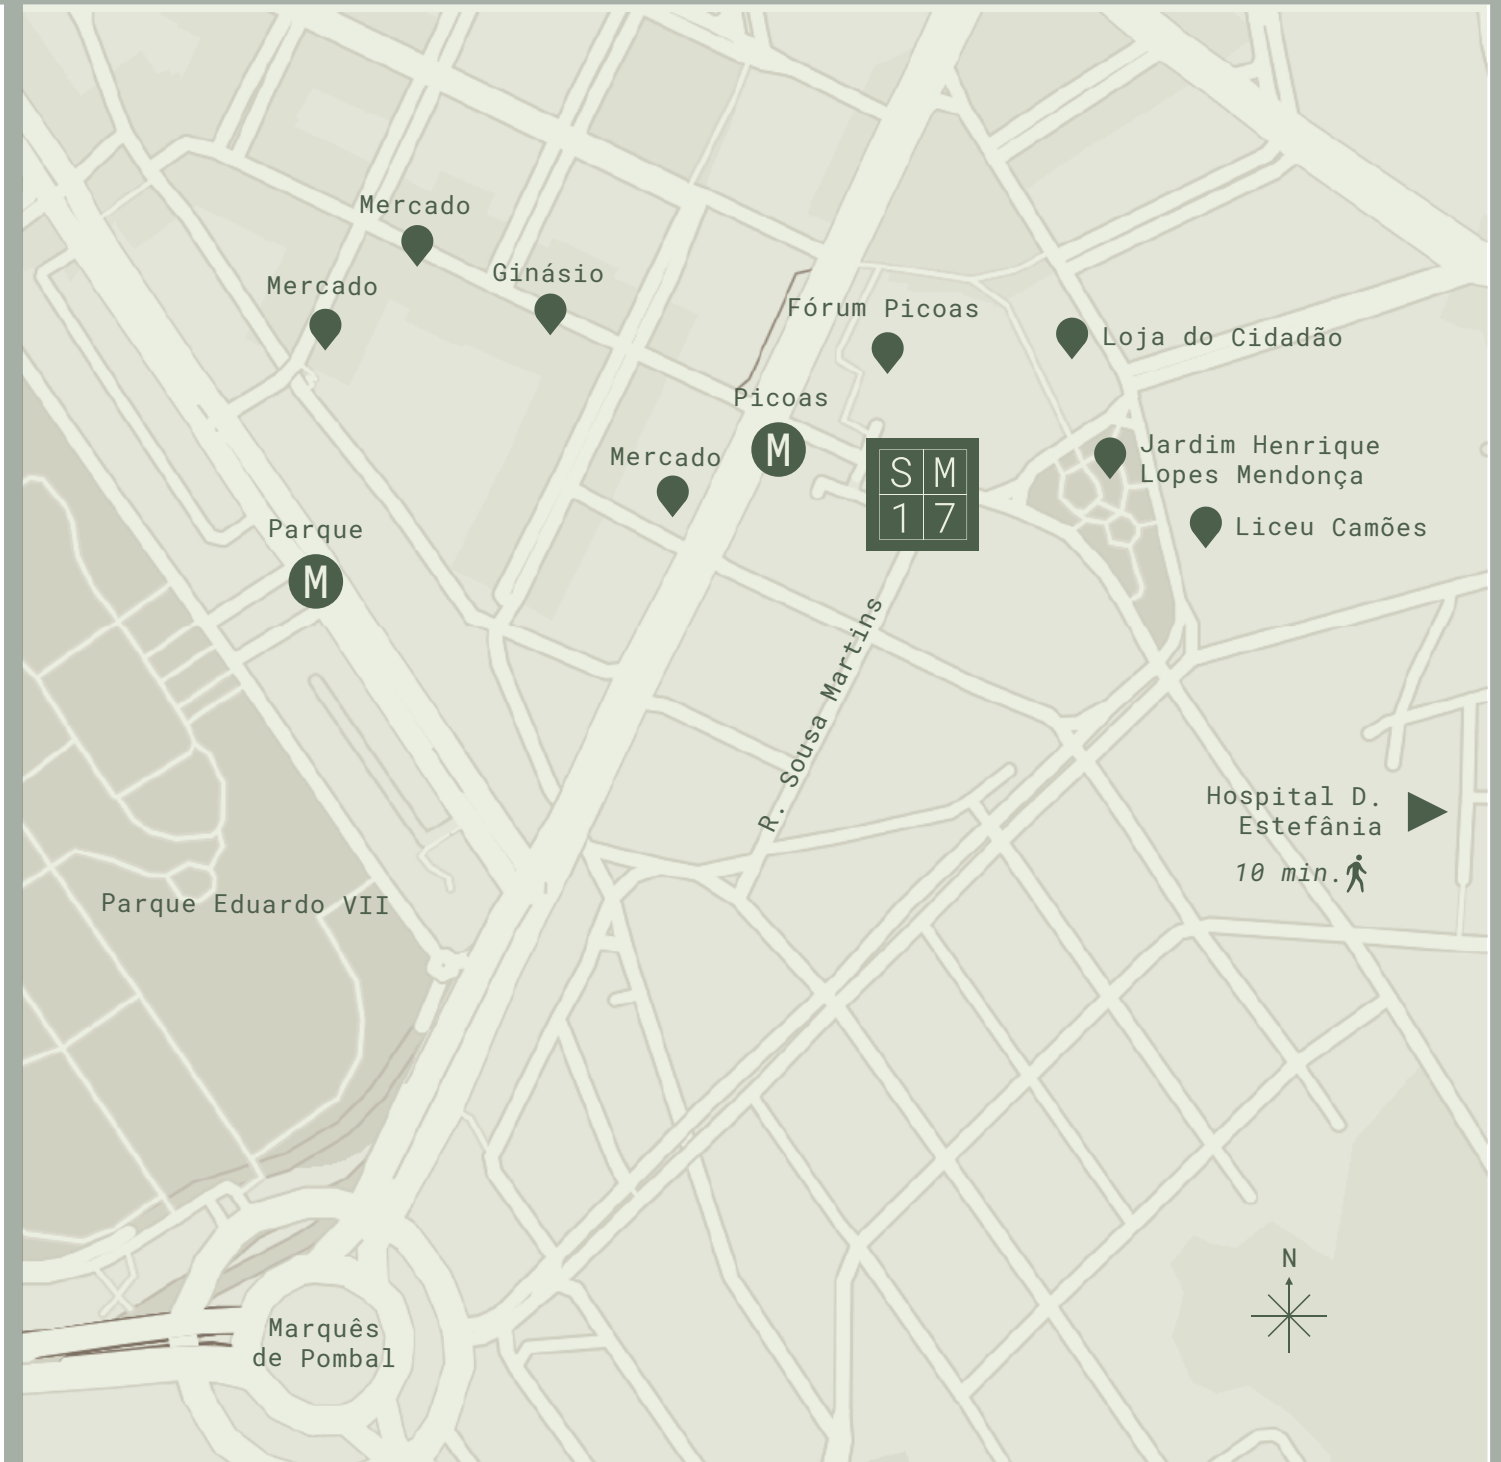 Mercado
Ginásio
Mercado
Fórum Picoas
Loja do Cidadão
Picoas
M
Mercado
Jardim Henrique
Lopes Mendonça
S M
17
Liceu Camões
Parque
M
R. Sousa Martins
Hospital D.
Estefânia
10 min.
Parque Eduardo VII
N
Marquês
de Pombal